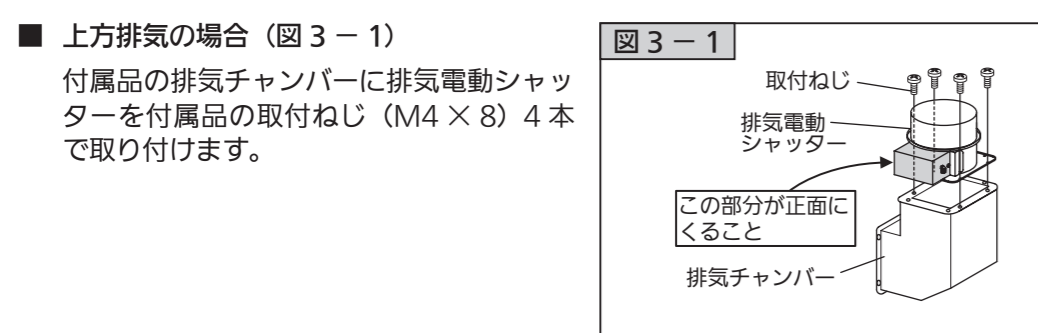 ■ 上方排気の場合（図 3 － 1）
付属品の排気チャンバーに排気電動シャッ
ターを付属品の取付ねじ（M4 × 8）4 本
で取り付けます。
図 3 － 1
取付ねじ
排気電動
シャッター
この部分が正面に
くること
排気チャンバー